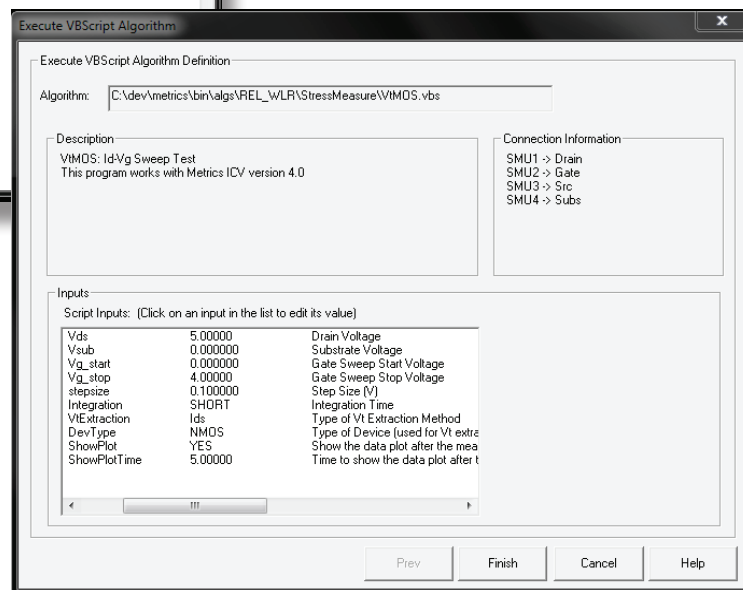 Execute VBScript Algorithm
x
Execute VBScript Algorithm Definition
Algorithm: C:\dev\metrics\bin\algs\REL_WLR\StressMeasure\VtMOS.vbs
Description
VtMOS: Id-Vg Sweep Test
This program works with Metrics ICV version 4.0
Connection Information
SMU1 -> Drain
SMU2 -> Gate
SMU3 -> Src
SMU4 -> Subs
Inputs
Script Inputs: (Click on an input in the list to edit its value)
Vds 5.00000 Drain Voltage
Vsub 0.000000 Substrate Voltage
Vg_start 0.000000 Gate Sweep Start Voltage
Vg_stop 4.00000 Gate Sweep Stop Voltage
stepsize 0.100000 Step Size (V)
Integration SHORT Integration Time
VtExtraction Ids Type of Vt Extraction Method
DevType NMOS Type of Device (used for Vt extra
ShowPlot YES Show the data plot after the mea
ShowPlotTime 5.00000 Time to show the data plot after t
Prev Finish Cancel Help